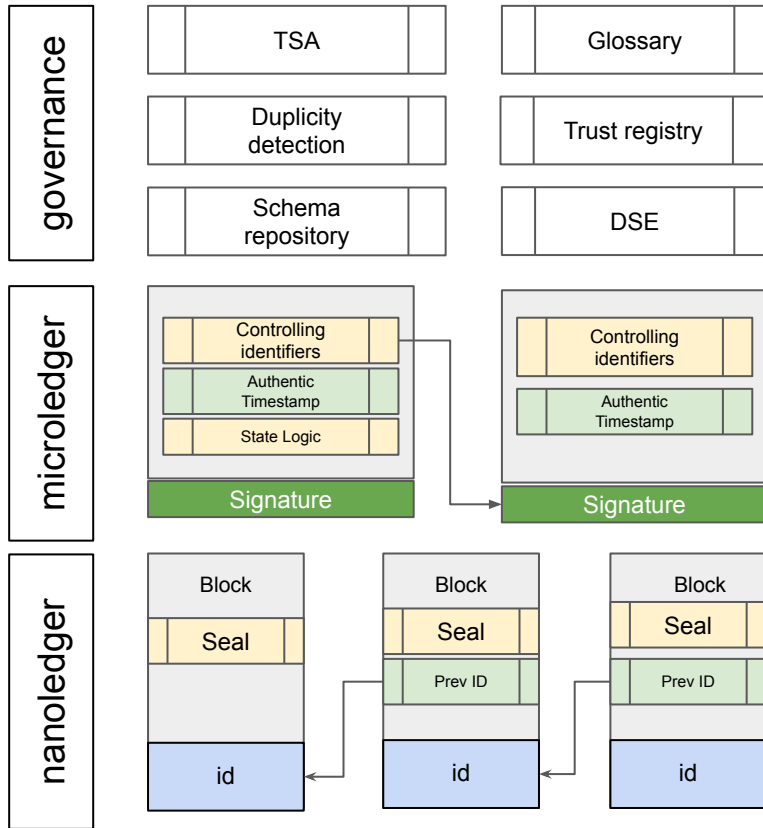 governance
TSA
Glossary
Duplicity
detection
Trust registry
Schema
repository
DSE
microledger
Controlling
identifiers
Authentic
Timestamp
State Logic
Signature
Controlling
identifiers
Authentic
Timestamp
Signature
nanoledger
Block
Seal
id
Block
Seal
Prev ID
id
Block
Seal
Prev ID
id